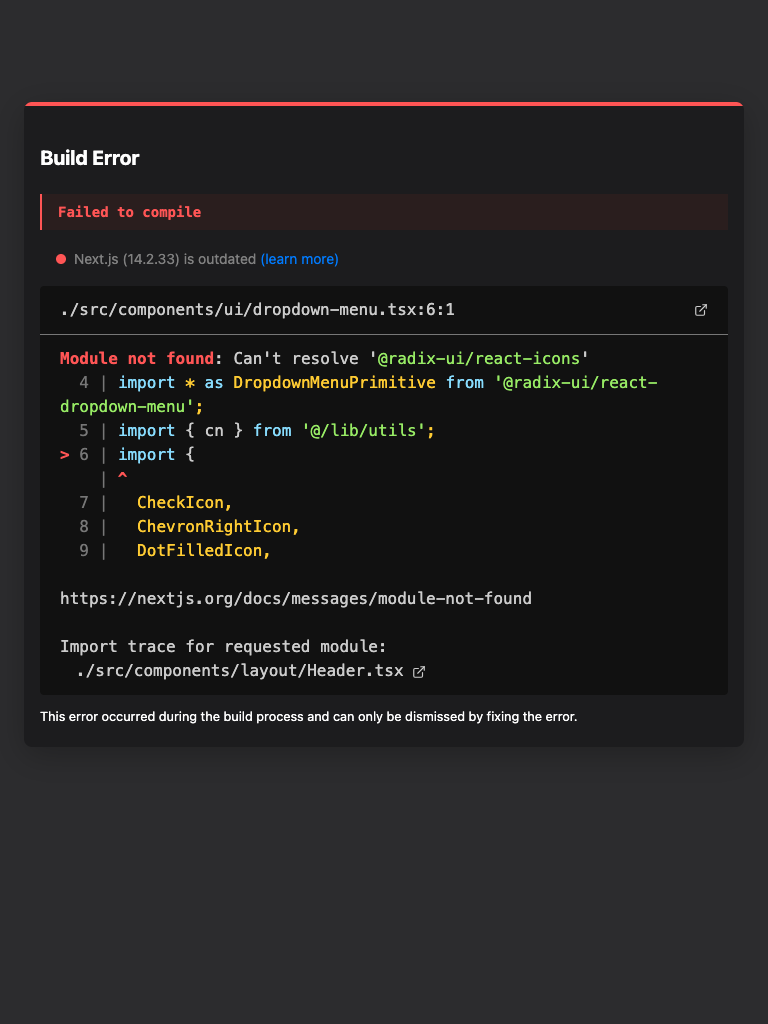 Build Error
Failed to compile
Next.js (14.2.33) is outdated (learn more)
./src/components/ui/dropdown-menu.tsx:6:1
Module not found: Can't resolve '@radix-ui/react-icons'
  4 | import * as DropdownMenuPrimitive from '@radix-ui/react-
dropdown-menu';
  5 | import { cn } from '@/lib/utils';
> 6 | import {
    | ^
  7 |   CheckIcon,
  8 |   ChevronRightIcon,
  9 |   DotFilledIcon,
https://nextjs.org/docs/messages/module-not-found
Import trace for requested module:
./src/components/layout/Header.tsx
This error occurred during the build process and can only be dismissed by fixing the error.